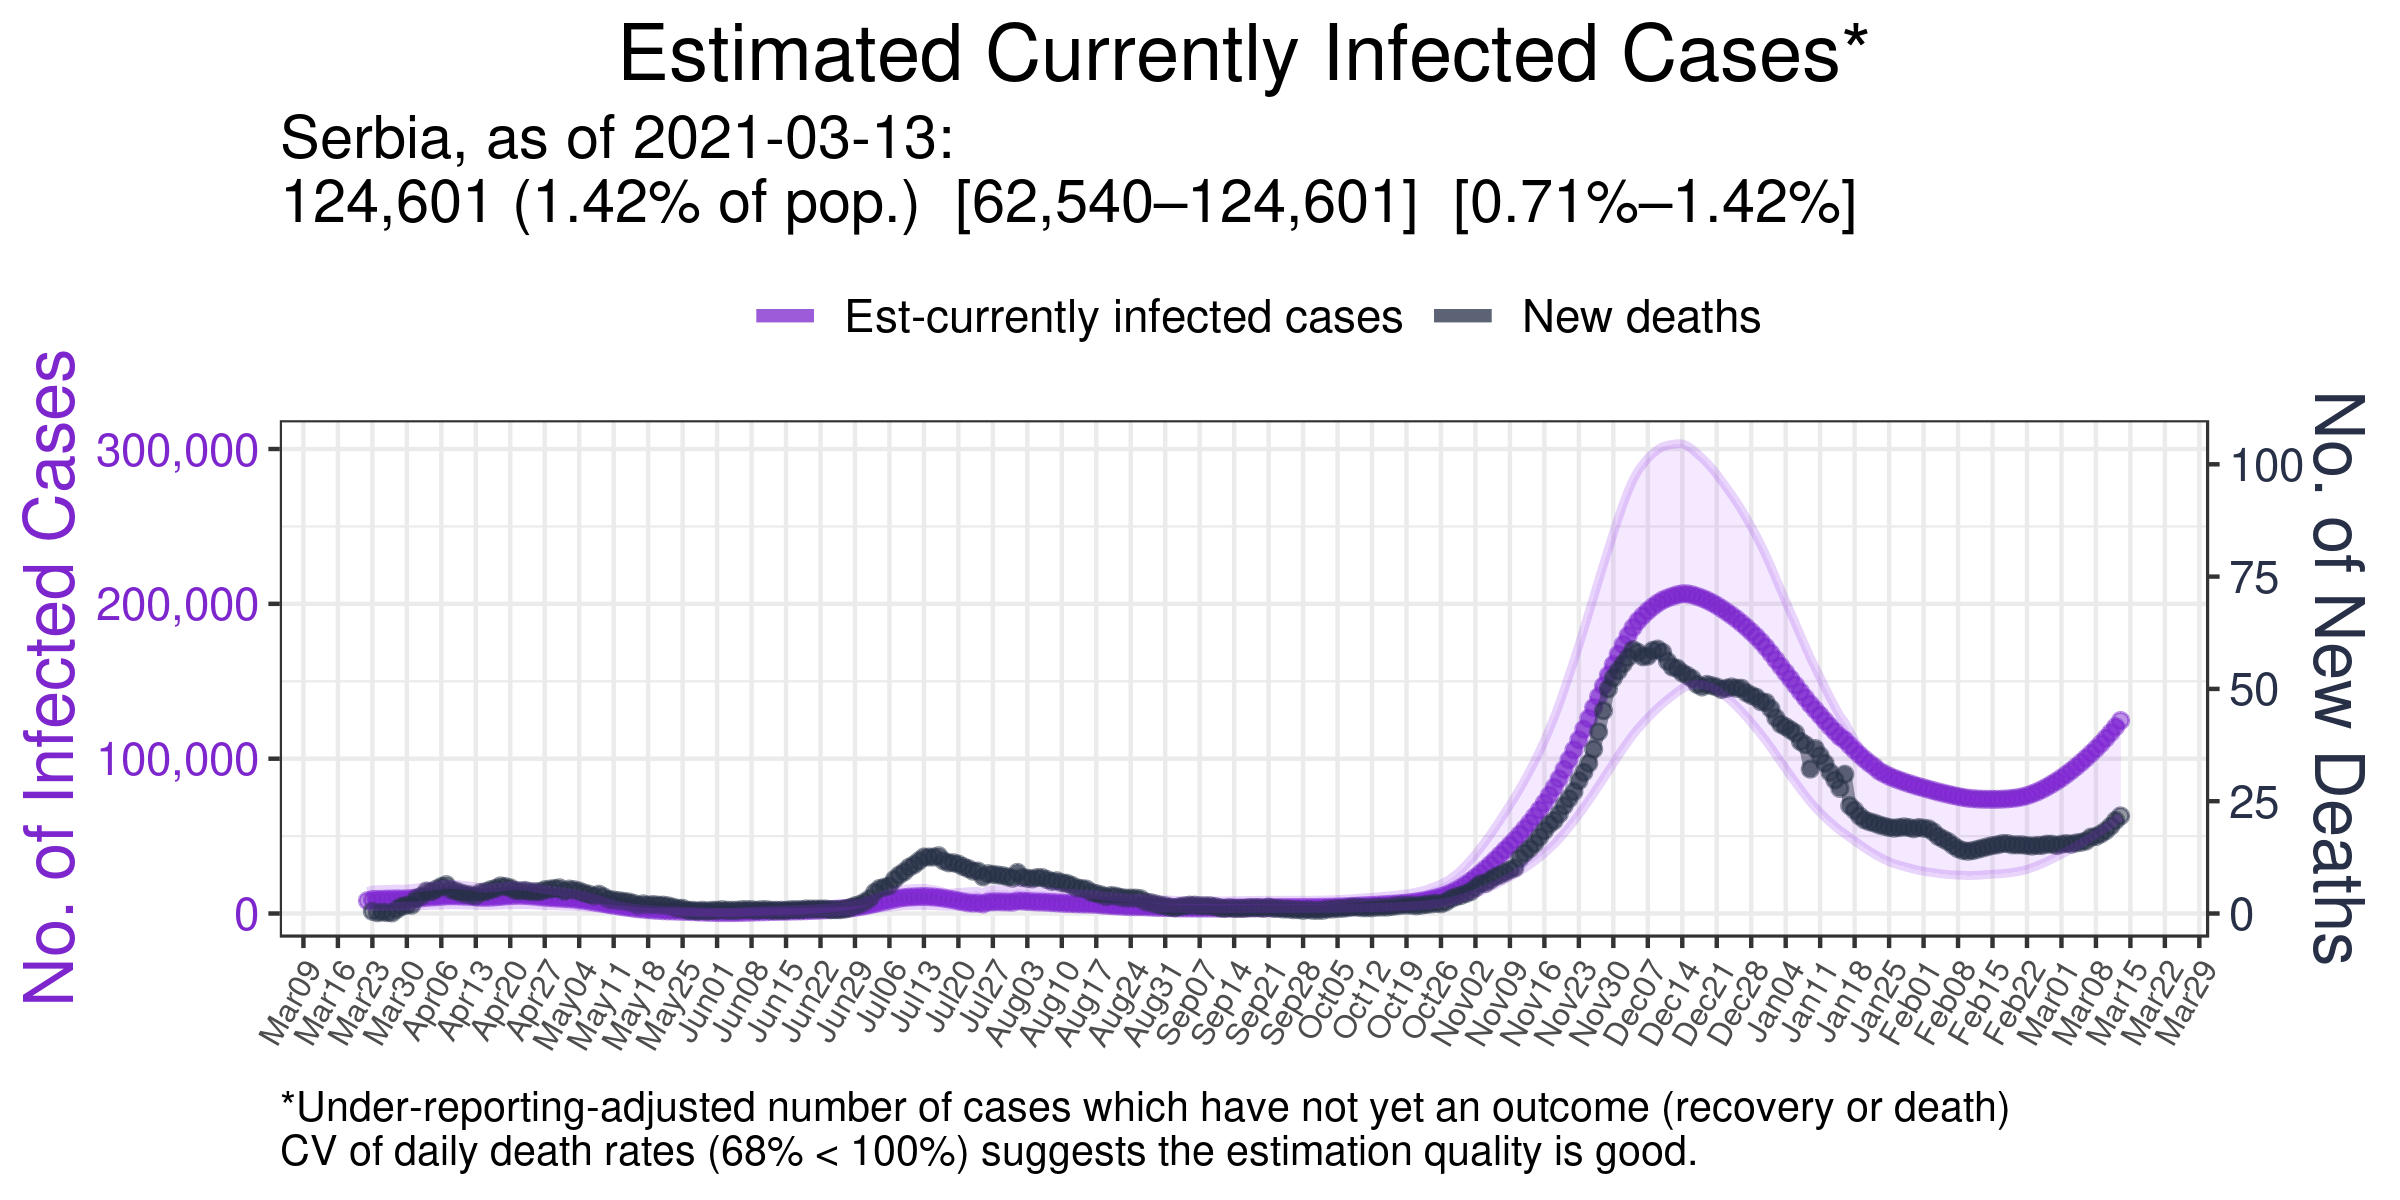 Estimated Currently Infected Cases*
Serbia, as of 2021-03-13:
124,601 (1.42% of pop.) [62,540–124,601] [0.71%–1.42%]
Est-currently infected cases New deaths
No. of Infected Cases
300,000
200,000
100,000
0
100
75
50
25
0
No. of New Deaths
Mar09 Mar16 Mar23 Mar30 Apr06 Apr13 Apr20 Apr27 May04 May11 May18 May25 Jun01 Jun08 Jun15 Jun22 Jun29 Jul06 Jul13 Jul20 Jul27 Aug03 Aug10 Aug17 Aug24 Aug31 Sep07 Sep14 Sep21 Sep28 Oct05 Oct12 Oct19 Oct26 Nov02 Nov09 Nov16 Nov23 Nov30 Dec07 Dec14 Dec21 Dec28 Jan04 Jan11 Jan18 Jan25 Feb01 Feb08 Feb15 Feb22 Mar01 Mar08 Mar15 Mar22 Mar29
*Under-reporting-adjusted number of cases which have not yet an outcome (recovery or death)
CV of daily death rates (68% < 100%) suggests the estimation quality is good.